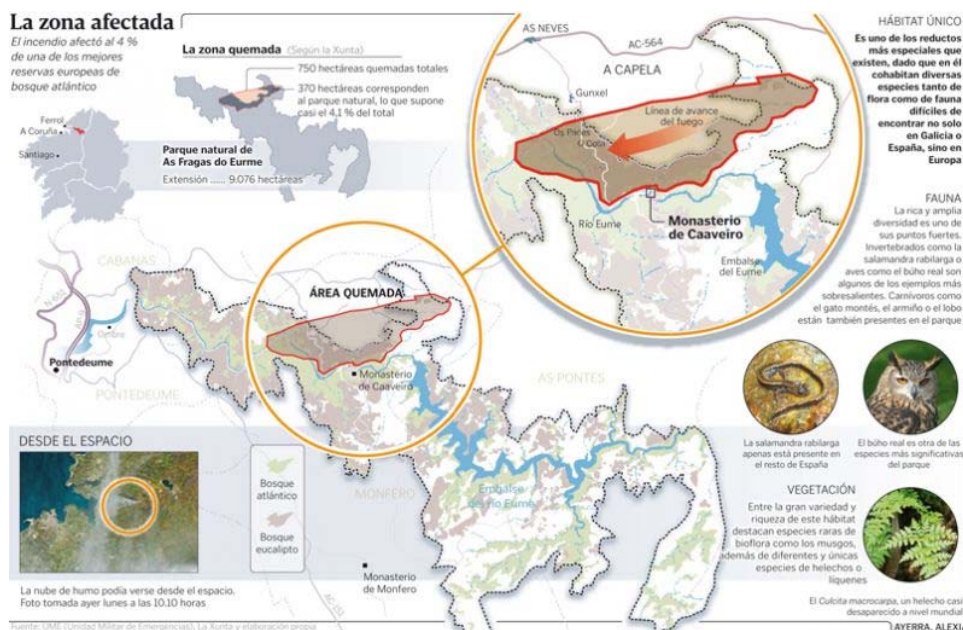 La zona afectada
El incendio afectó al 4 %
de una de los mejores
reservas europeas de
bosque atlántico
Ferrol
A Coruña
Santiago
La zona quemada (Según la Xunta)
750 hectáreas quemadas totales
370 hectáreas corresponden
al parque natural, lo que supone
casi el 4,1 % del total
Parque natural de
As Fragas do Eurme
Extensión ...... 9.076 hectáreas
AS NEVES
AC-564
A CAPELA
Gunxel
Línea de avance
del fuego
Os Pires
O Cota
Río Eume
Monasterio
de Caaveiro
Embalse
del Eume
HÁBITAT ÚNICO
Es uno de los reductos
más especiales que
existen, dado que en él
cohabitan diversas
especies tanto de
flora como de fauna
difíciles de
encontrar no solo
en Galicia o
España, sino en
Europa
FAUNA
La rica y amplia
diversidad es uno de
sus puntos fuertes.
Invertebrados como la
salamandra rabilarga o
aves como el búho real son
algunos de los ejemplos más
sobresalientes. Carnívoros como
el gato montés, el armiño o el lobo
están también presentes en el parque
La salamandra rabilarga
apenas está presente en
el resto de España
El búho real es otra de las
especies más significativas
del parque
VEGETACIÓN
Entre la gran variedad y
riqueza de este hábitat
destacan especies raras de
bioflora como los musgos,
además de diferentes y únicas
especies de helechos o
líquenes
El Culcita macrocarpa, un helecho casi
desaparecido a nivel mundial
CABANAS
N-651
AP-9
Ombre
Pontedeume
PONTEDEUME
ÁREA QUEMADA
Monasterio
de Caaveiro
AS PONTES
MONFERO
Embalse
del río Eume
Monasterio
de Monfero
AC-151
Bosque
atlántico
Bosque
eucalipto
DESDE EL ESPACIO
La nube de humo podía verse desde el espacio.
Foto tomada ayer lunes a las 10.10 horas
Fuente: UME (Unidad Militar de Emergencias), La Xunta y elaboración propia
LAYERRA, ALEXIA